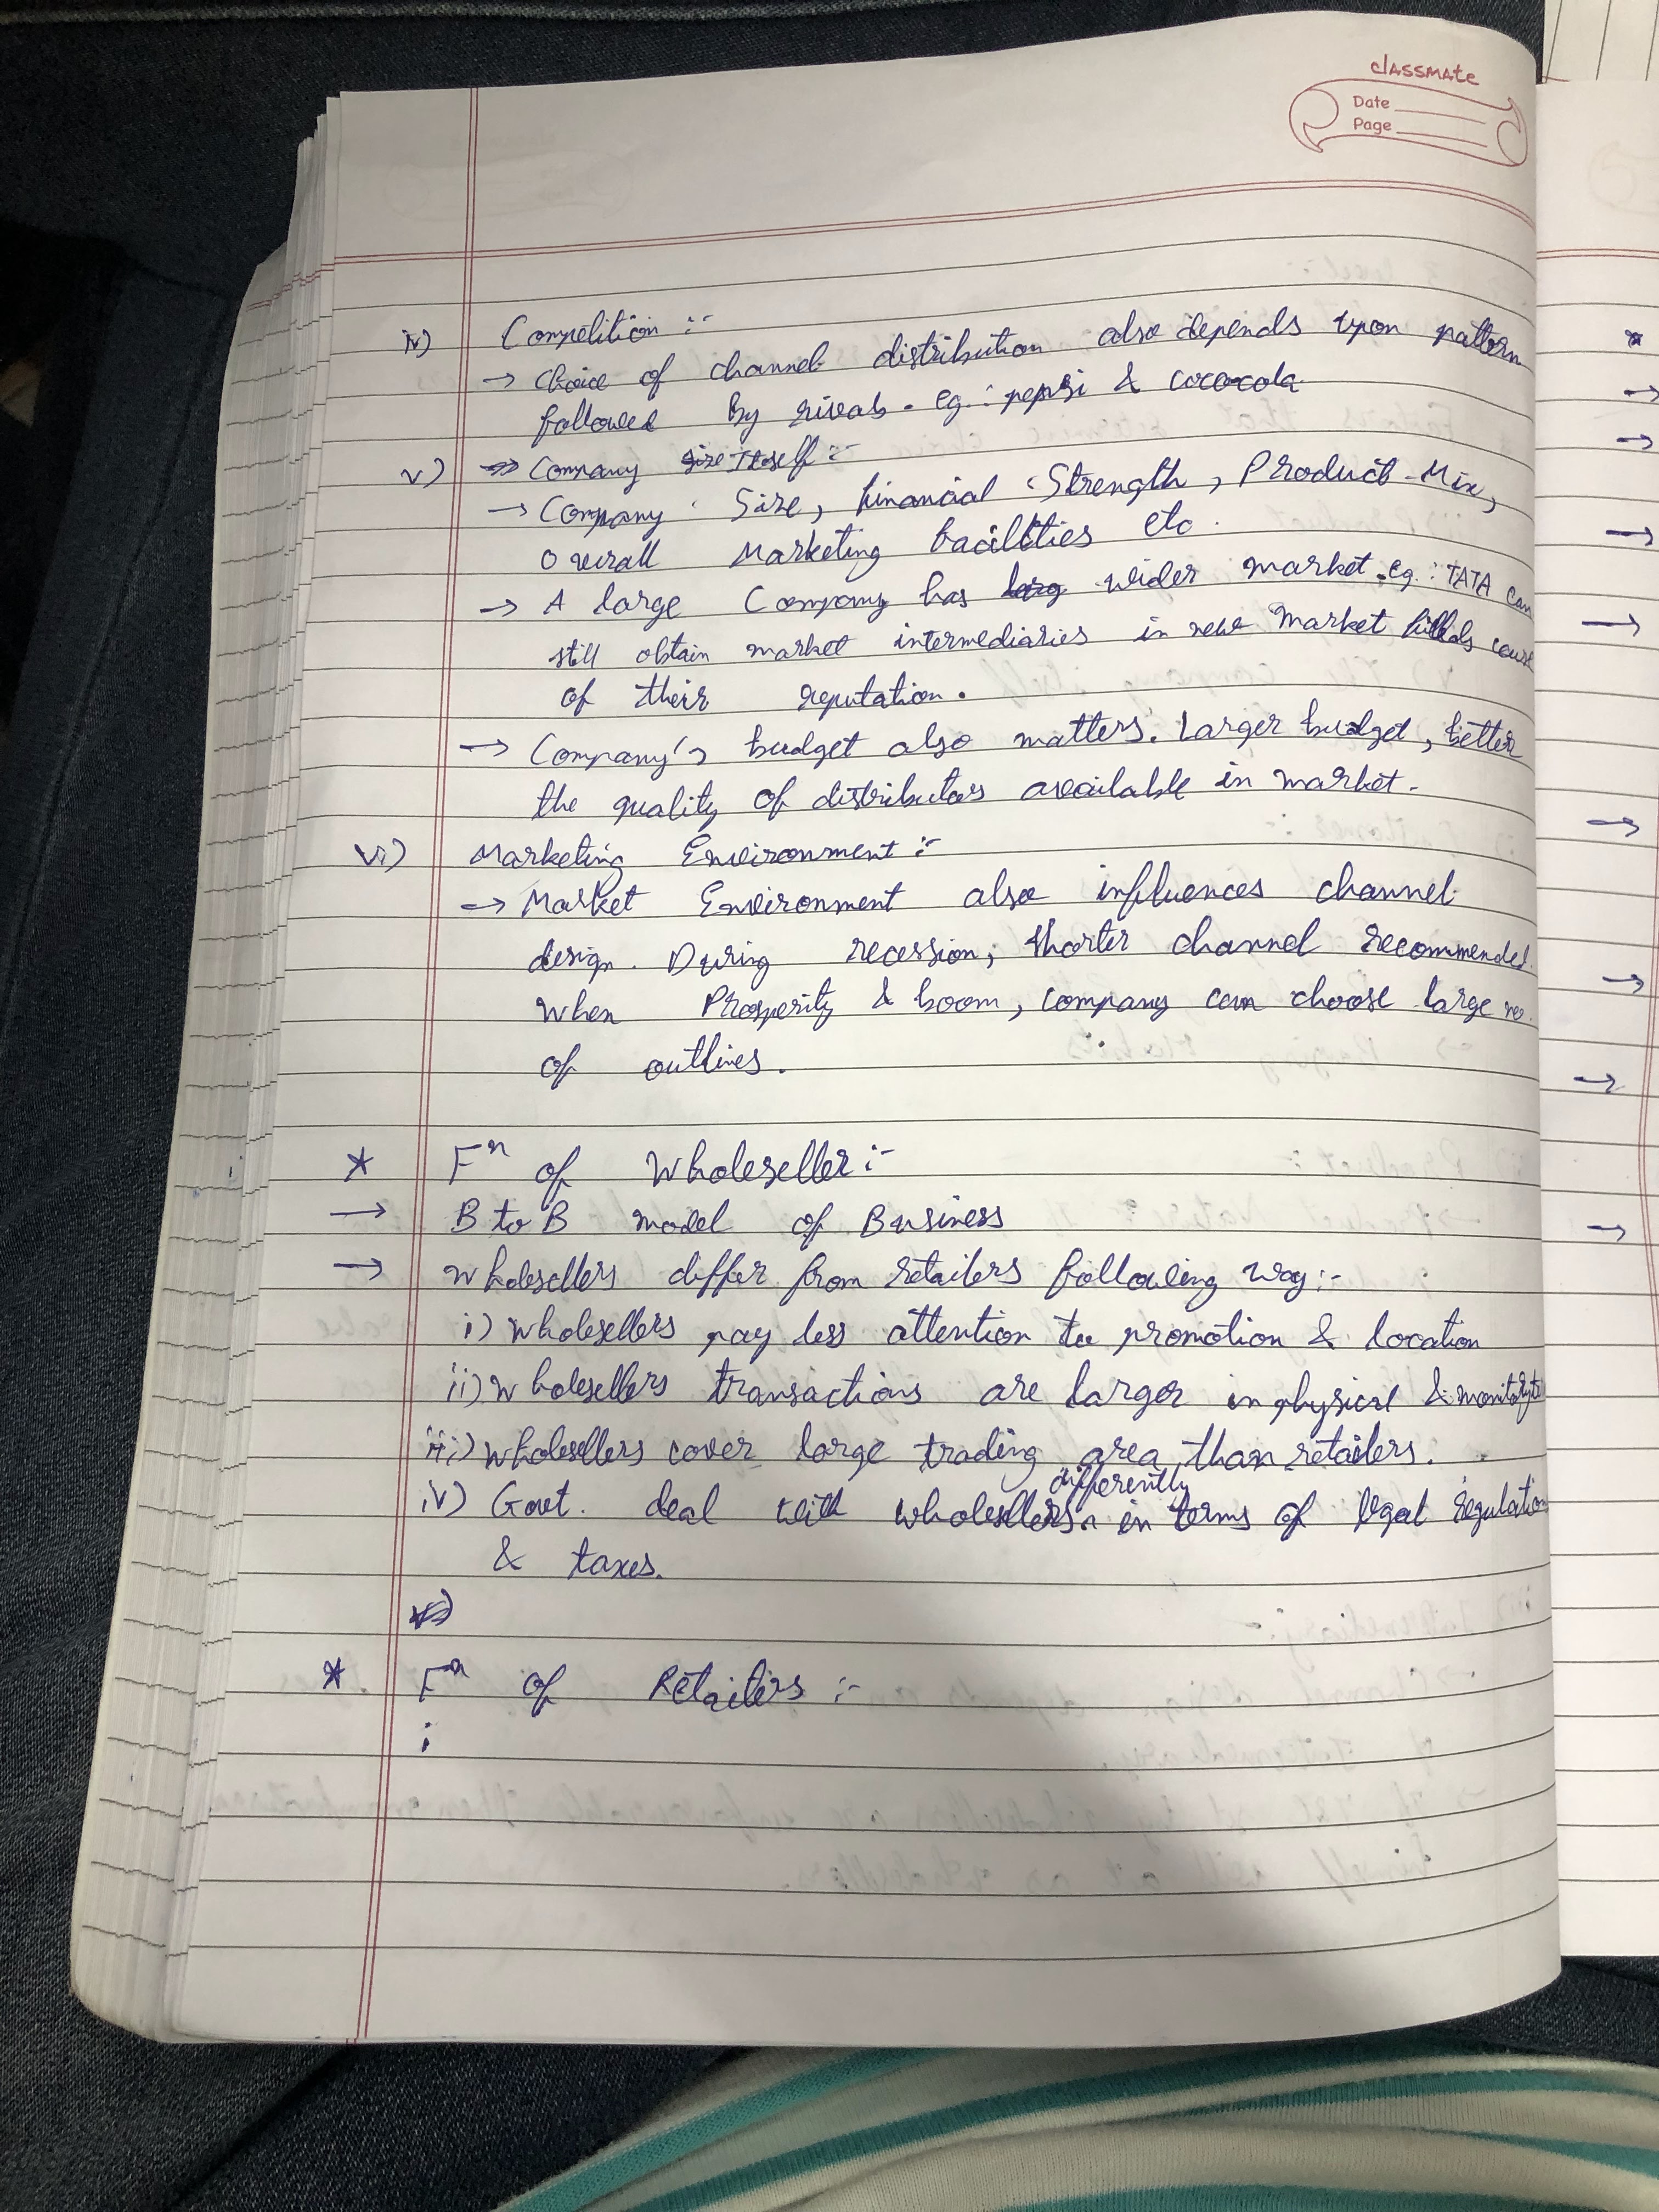 classmate
Date
Page
iv) Competition :-
→ Choice of channel distribution also depends upon pattern
followed By rivals. eg.: pepsi & cococola
v) Company Itself :-
→ Company Size, financial Strength, Product-Mix,
Overall Marketing facilities etc.
→ A large Company has wider market. eg.: TATA can
still obtain market intermediaries in new Market cause
of their reputation.
→ Company's budget also matters. Larger budget, better
the quality of distributors available in market.
vi) Marketing Environment :-
→ Market Environment also influences channel
design. During recession, shorter channel recommended.
When Prosperity & boom, company can choose large no.
of outlines.
* Fⁿ of Wholeseller :-
→ B to B model of Business
→ Wholesellers differ from retailers following way :-
i) Wholesellers pay less attention to promotion & location
ii) Wholesellers transactions are larger in physical &
iii) Wholesellers cover large trading area than retailers.
differently
iv) Govt. deal with wholesellers in terms of legal regulation
& taxes.
v)
* Fⁿ of Retailers :-
i